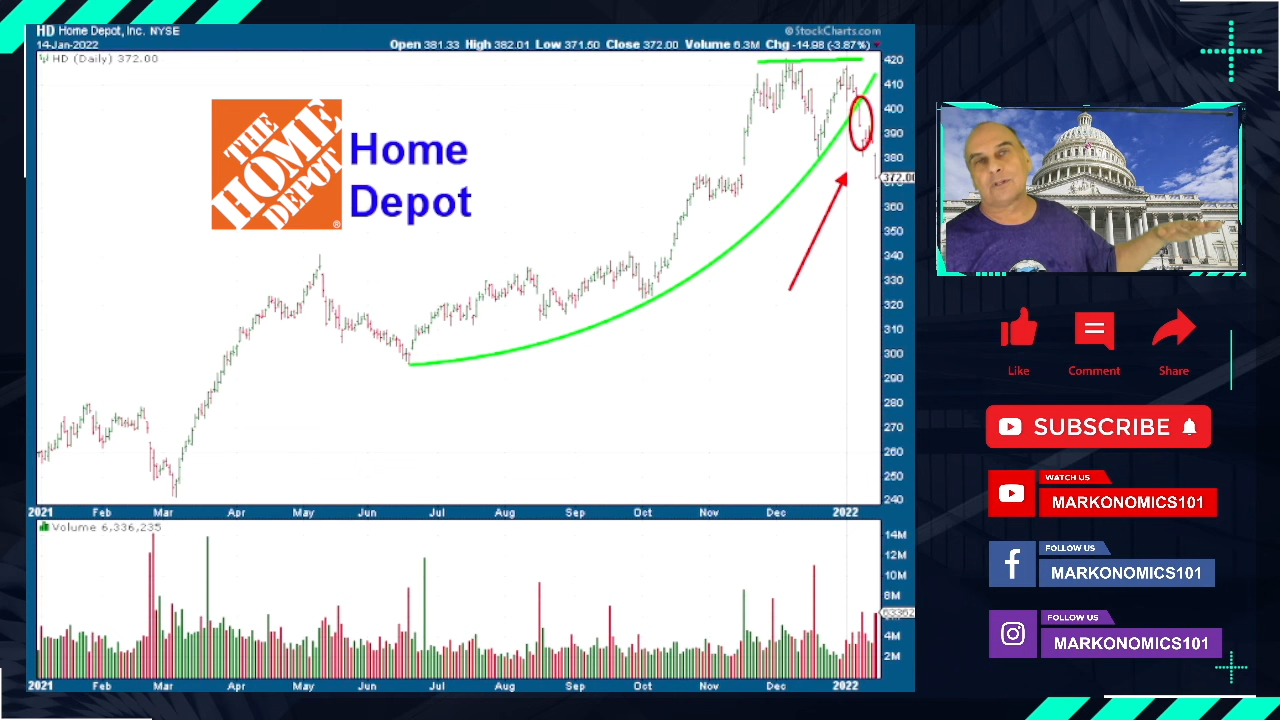 HD Home Depot, Inc. NYSE
© StockCharts.com
14-Jan-2022
Open 381.33 High 382.01 Low 371.50 Close 372.00 Volume 6.3M Chg -14.98 (-3.87%)
HD (Daily) 372.00
THE
HOME
DEPOT
®
Home
Depot
420
410
400
390
380
372.00
370
360
350
340
330
320
310
300
290
280
270
260
250
240
2021 Feb Mar Apr May Jun Jul Aug Sep Oct Nov Dec 2022
Volume 6,336,235
14M
12M
10M
8M
4M
2M
2021 Feb Mar Apr May Jun Jul Aug Sep Oct Nov Dec 2022
Like
Comment
Share
SUBSCRIBE
WATCH US
MARKONOMICS101
FOLLOW US
MARKONOMICS101
FOLLOW US
MARKONOMICS101